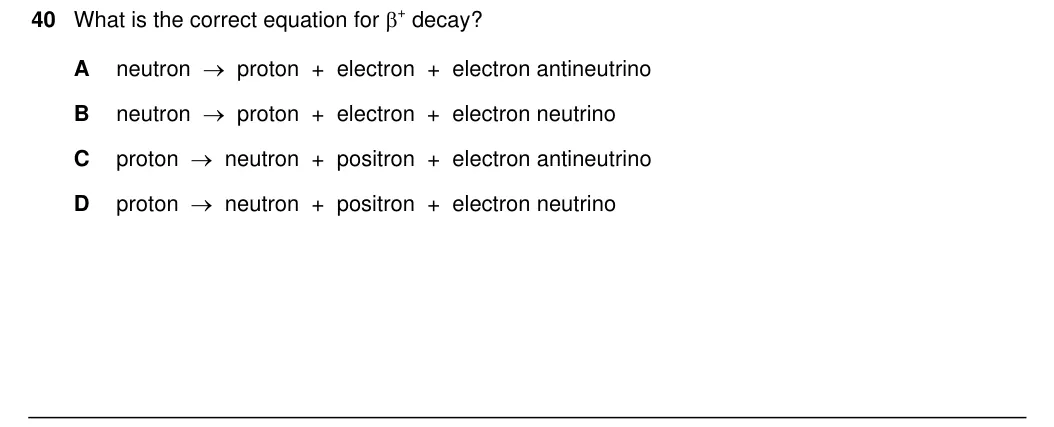 40 What is the correct equation for β⁺ decay?
A neutron → proton + electron + electron antineutrino
B neutron → proton + electron + electron neutrino
C proton → neutron + positron + electron antineutrino
D proton → neutron + positron + electron neutrino